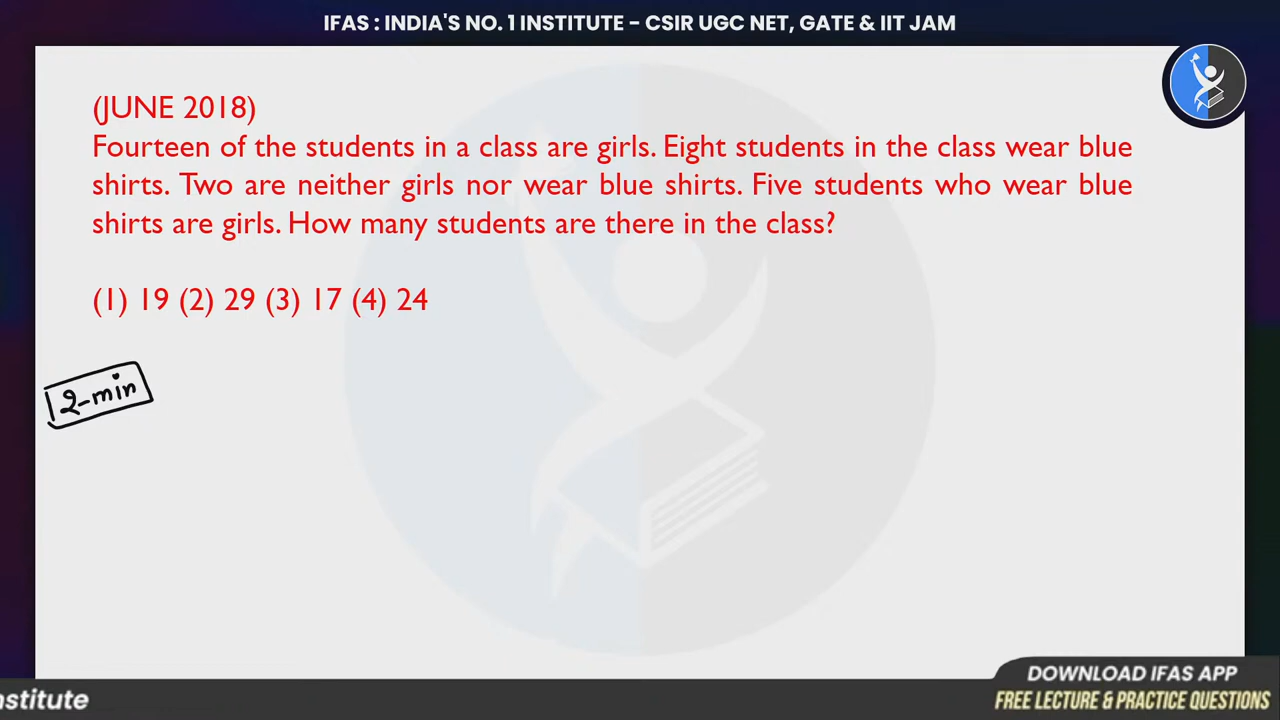 IFAS : INDIA'S NO. 1 INSTITUTE - CSIR UGC NET, GATE & IIT JAM
(JUNE 2018)
Fourteen of the students in a class are girls. Eight students in the class wear blue
shirts. Two are neither girls nor wear blue shirts. Five students who wear blue
shirts are girls. How many students are there in the class?
(1) 19 (2) 29 (3) 17 (4) 24
2-min
DOWNLOAD IFAS APP
nstitute
FREE LECTURE & PRACTICE QUESTIONS